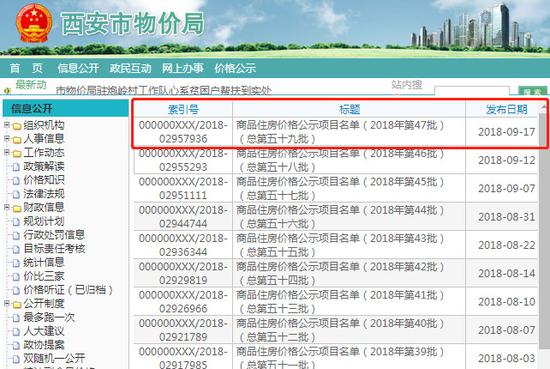 西安市物价局
首 页 信息公开 政民互动 网上办事 价格公示
最新动
市物价局驻炮岭村工作队心系困户帮扶到实处
站内搜
搜 索
信息公开
组织机构
人事信息
工作动态
政策解读
价格知识
法律法规
财政信息
规划计划
行政处罚信息
目标责任考核
统计信息
价比三家
价格听证（已归档）
公开制度
最多跑一次
人大建议
政协提案
双随机一公开
索引号 标题 发布日期
000000XXX/2018-02957936 商品住房价格公示项目名单（2018年第47批）（总第五十九批） 2018-09-17
000000XXX/2018-02955293 商品住房价格公示项目名单（2018年第46批）（总第五十八批） 2018-09-12
000000XXX/2018-02951111 商品住房价格公示项目名单（2018年第45批）（总第五十七批） 2018-09-07
000000XXX/2018-02944744 商品住房价格公示项目名单（2018年第44批）（总第五十六批） 2018-08-31
000000XXX/2018-02936344 商品住房价格公示项目名单（2018年第43批）（总第五十五批） 2018-08-22
000000XXX/2018-02929819 商品住房价格公示项目名单（2018年第42批）（总第五十四批） 2018-08-14
000000XXX/2018-02926966 商品住房价格公示项目名单（2018年第41批）（总第五十三批） 2018-08-10
000000XXX/2018-02921789 商品住房价格公示项目名单（2018年第40批）（总第五十二批） 2018-08-07
000000XXX/2018-02917985 商品住房价格公示项目名单（2018年第39批）（总第五十一批） 2018-08-03